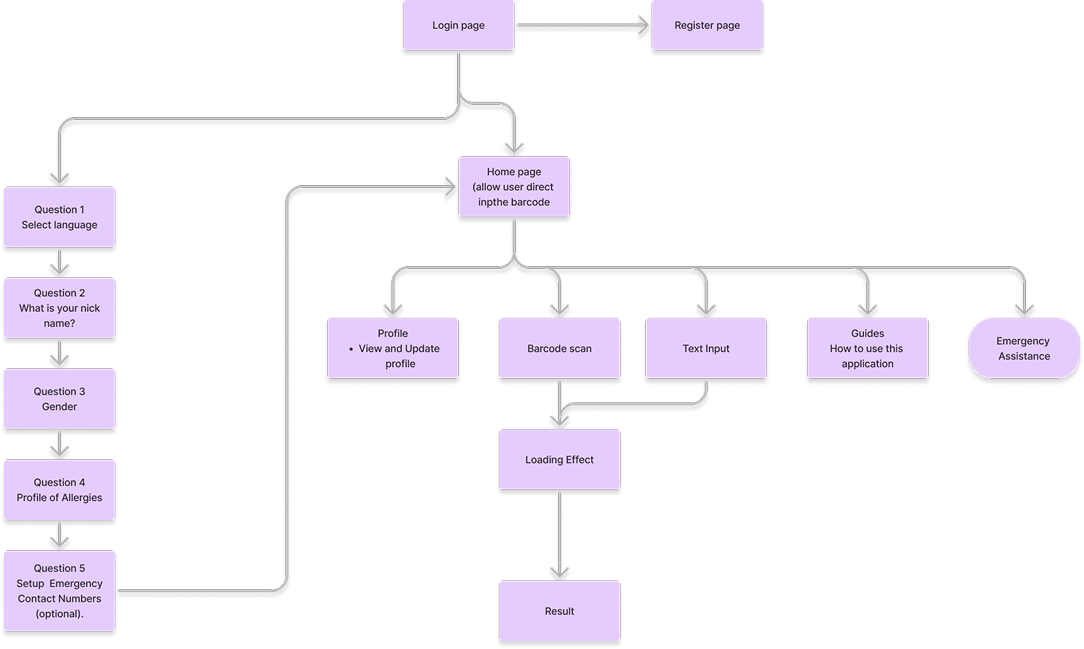 Login page
Register page
Home page
(allow user direct
inpthe barcode
Question 1
Select language
Question 2
What is your nick
name?
Question 3
Gender
Question 4
Profile of Allergies
Question 5
Setup  Emergency
Contact Numbers
(optional).
Profile
• View and Update
profile
Barcode scan
Text Input
Guides
How to use this
application
Emergency
Assistance
Loading Effect
Result